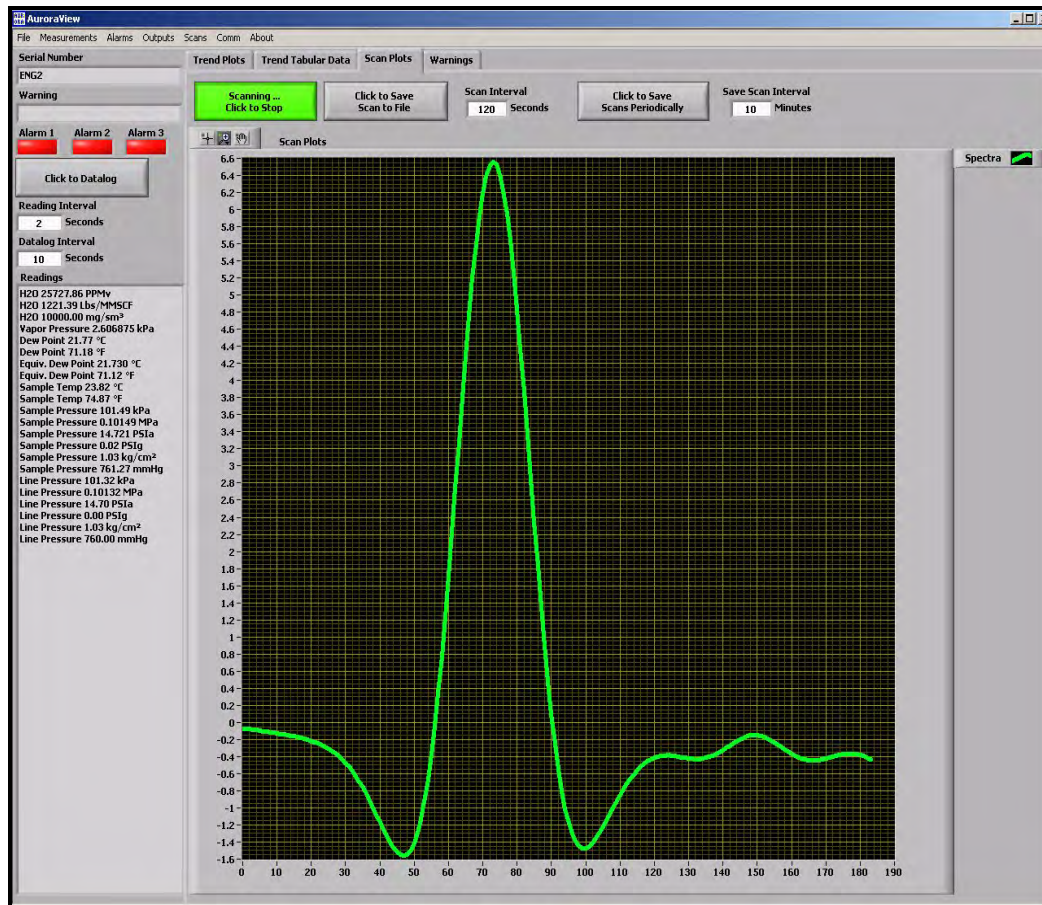 AuroraView
File Measurements Alarms Outputs Scans Comm About
Serial Number
ENG2
Warning
Alarm 1 Alarm 2 Alarm 3
Click to Datalog
Reading Interval
2 Seconds
Datalog Interval
10 Seconds
Readings
H2O 25727.86 PPMv
H2O 1221.39 Lbs/MMSCF
H2O 10000.00 mg/sm³
Vapor Pressure 2.606875 kPa
Dew Point 21.77 °C
Dew Point 71.18 °F
Equiv. Dew Point 21.730 °C
Equiv. Dew Point 71.12 °F
Sample Temp 23.82 °C
Sample Temp 74.87 °F
Sample Pressure 101.49 kPa
Sample Pressure 0.10149 MPa
Sample Pressure 14.721 PSIa
Sample Pressure 0.02 PSIg
Sample Pressure 1.03 kg/cm²
Sample Pressure 761.27 mmHg
Line Pressure 101.32 kPa
Line Pressure 0.10132 MPa
Line Pressure 14.70 PSIa
Line Pressure 0.00 PSIg
Line Pressure 1.03 kg/cm²
Line Pressure 760.00 mmHg
Trend Plots Trend Tabular Data Scan Plots Warnings
Scanning ...
Click to Stop
Click to Save
Scan to File
Scan Interval
120 Seconds
Click to Save
Scans Periodically
Save Scan Interval
10 Minutes
Scan Plots
Spectra
6.6
6.4
6.2
6
5.8
5.6
5.4
5.2
5
4.8
4.6
4.4
4.2
4
3.8
3.6
3.4
3.2
3
2.8
2.6
2.4
2.2
2
1.8
1.6
1.4
1.2
1
0.8
0.6
0.4
0.2
0
-0.2
-0.4
-0.6
-0.8
-1
-1.2
-1.4
-1.6
0 10 20 30 40 50 60 70 80 90 100 110 120 130 140 150 160 170 180 190